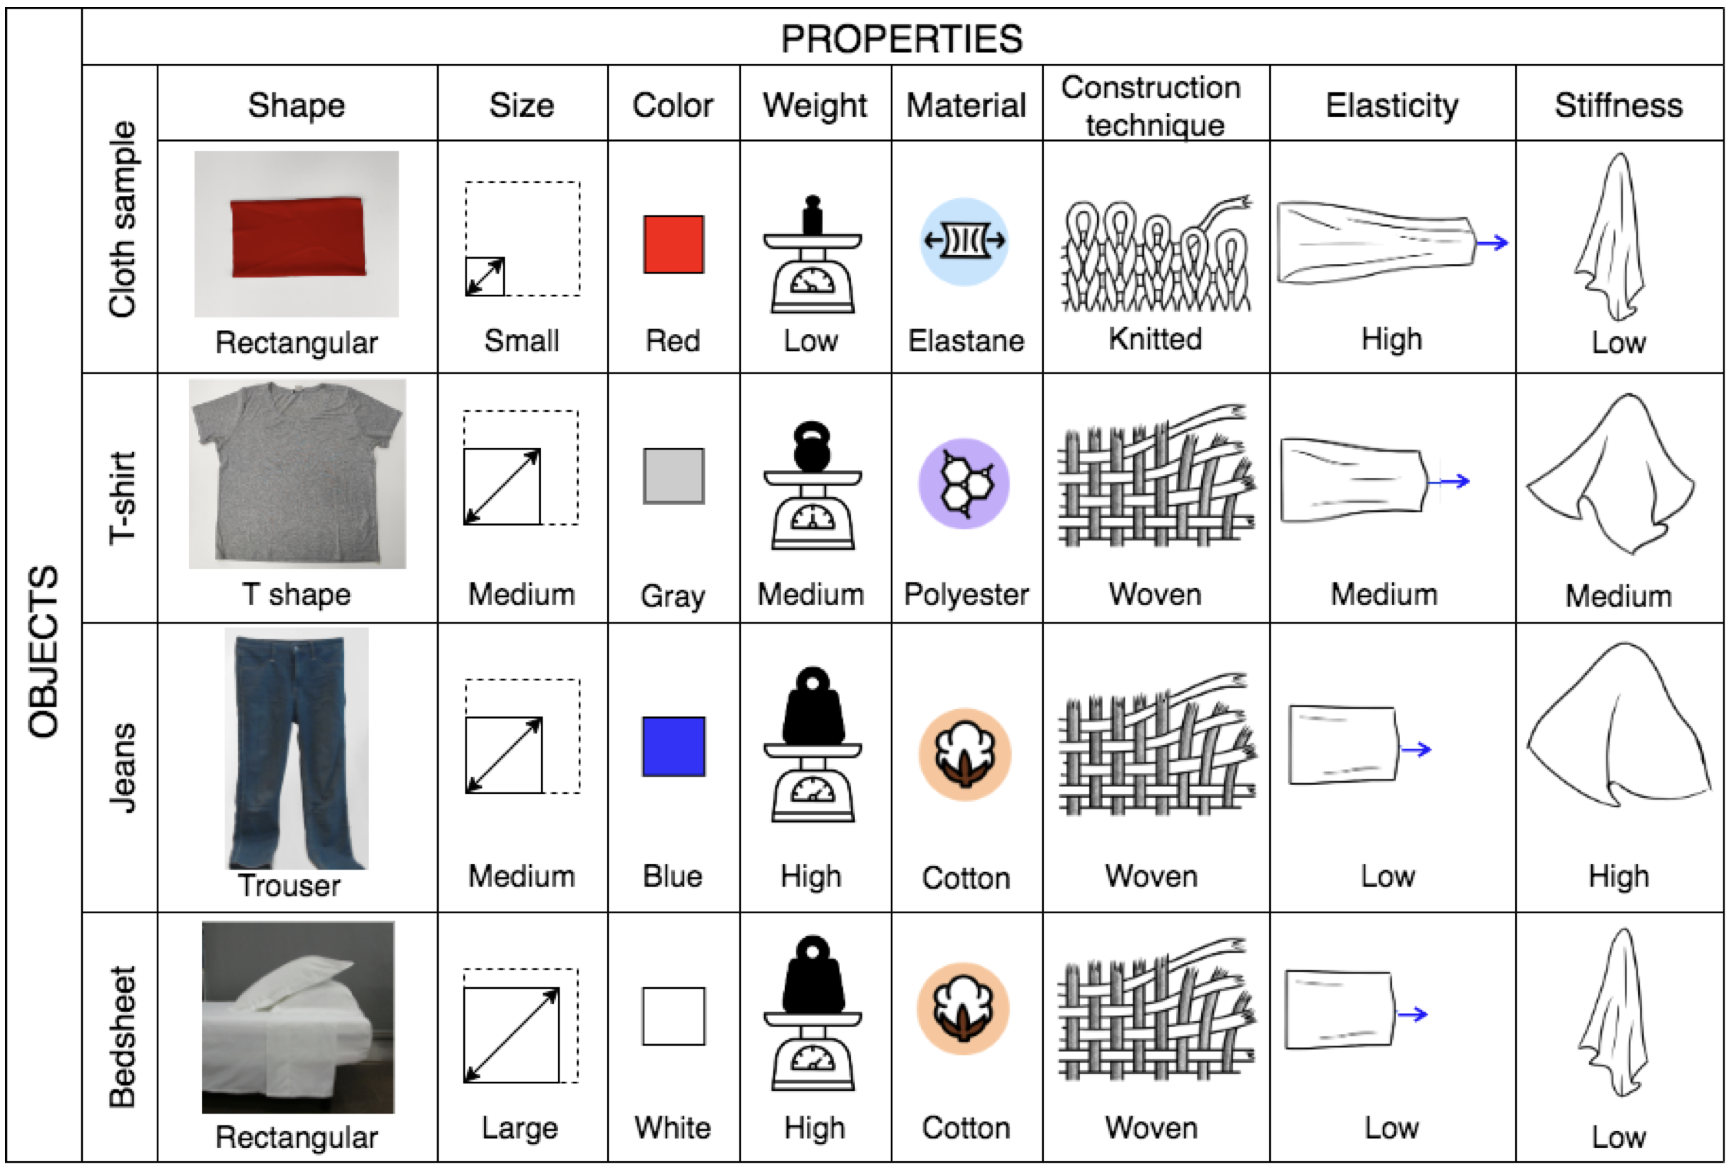 PROPERTIES
OBJECTS
Shape
Size
Color
Weight
Material
Construction
technique
Elasticity
Stiffness
Cloth sample
Rectangular
Small
Red
Low
Elastane
Knitted
High
Low
T-shirt
T shape
Medium
Gray
Medium
Polyester
Woven
Medium
Medium
Jeans
Trouser
Medium
Blue
High
Cotton
Woven
Low
High
Bedsheet
Rectangular
Large
White
High
Cotton
Woven
Low
Low